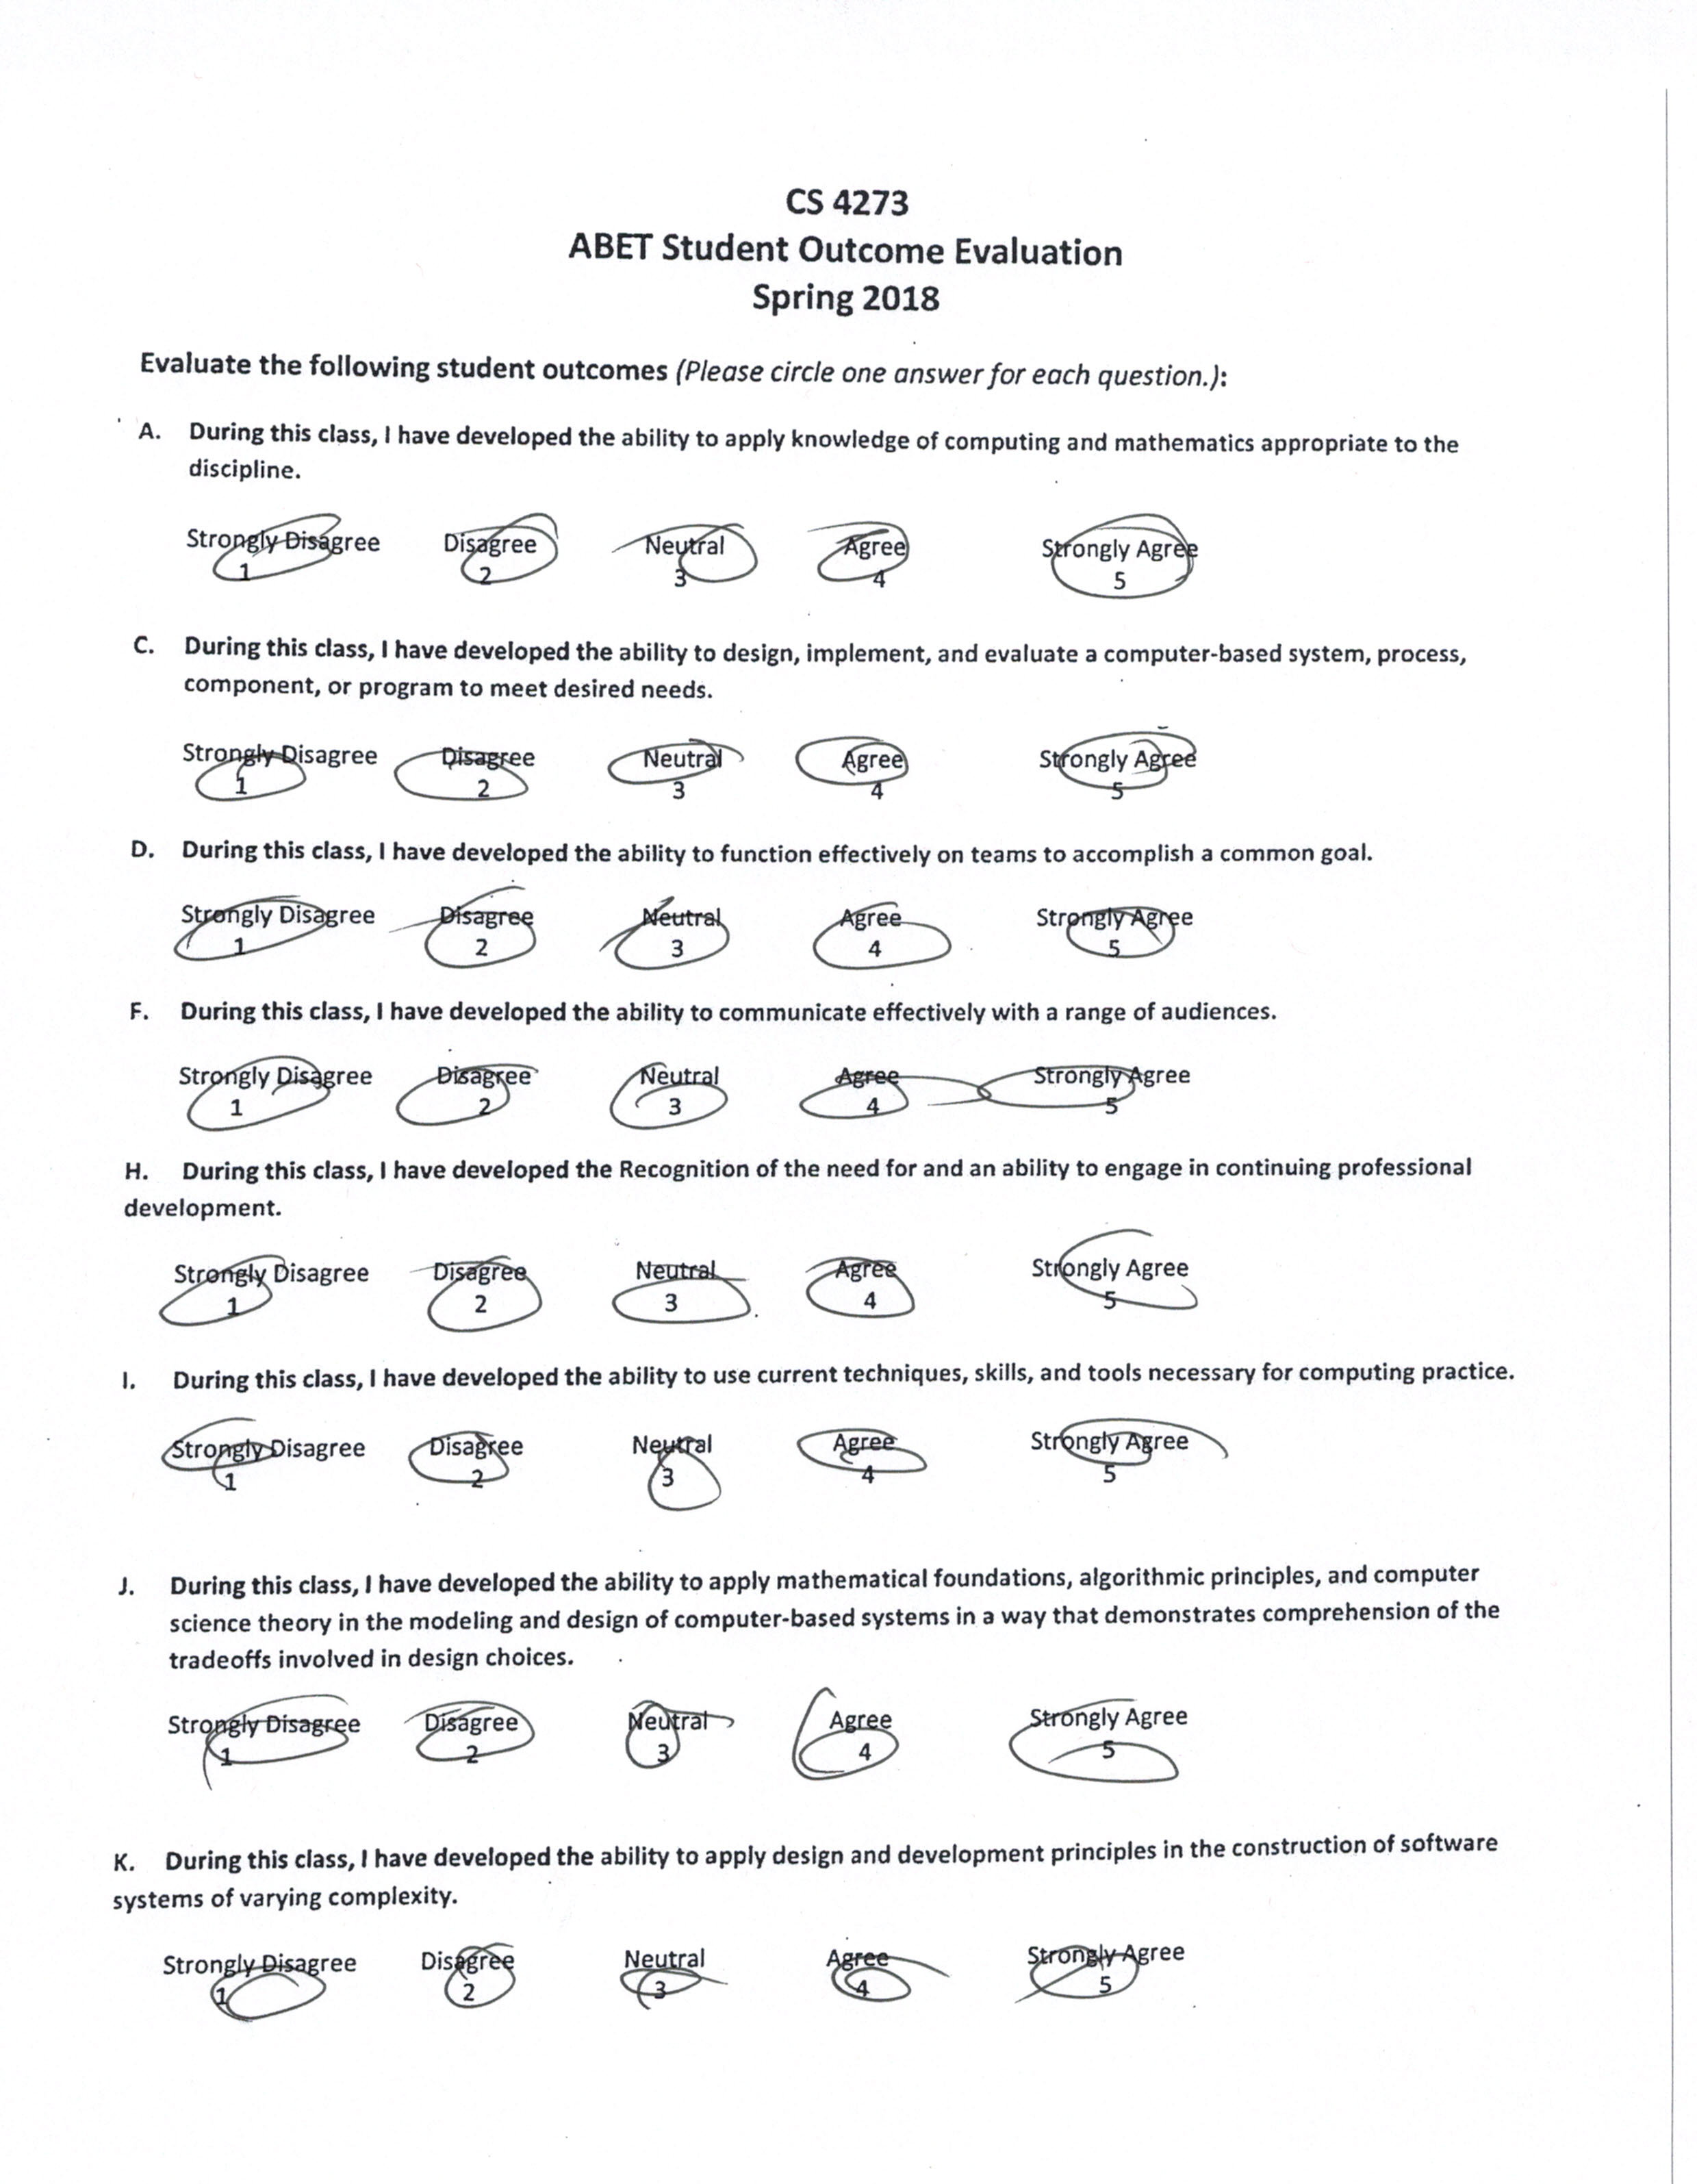 CS 4273
ABET Student Outcome Evaluation
Spring 2018
Evaluate the following student outcomes (Please circle one answer for each question.):
A. During this class, I have developed the ability to apply knowledge of computing and mathematics appropriate to the
discipline.
Strongly Disagree Disagree Neutral Agree Strongly Agree
1 2 3 4 5
C. During this class, I have developed the ability to design, implement, and evaluate a computer-based system, process,
component, or program to meet desired needs.
Strongly Disagree Disagree Neutral Agree Strongly Agree
1 2 3 4 5
D. During this class, I have developed the ability to function effectively on teams to accomplish a common goal.
Strongly Disagree Disagree Neutral Agree Strongly Agree
1 2 3 4 5
F. During this class, I have developed the ability to communicate effectively with a range of audiences.
Strongly Disagree Disagree Neutral Agree Strongly Agree
1 2 3 4 5
H. During this class, I have developed the Recognition of the need for and an ability to engage in continuing professional
development.
Strongly Disagree Disagree Neutral Agree Strongly Agree
1 2 3 4 5
I. During this class, I have developed the ability to use current techniques, skills, and tools necessary for computing practice.
Strongly Disagree Disagree Neutral Agree Strongly Agree
1 2 3 4 5
J. During this class, I have developed the ability to apply mathematical foundations, algorithmic principles, and computer
science theory in the modeling and design of computer-based systems in a way that demonstrates comprehension of the
tradeoffs involved in design choices.
Strongly Disagree Disagree Neutral Agree Strongly Agree
1 2 3 4 5
K. During this class, I have developed the ability to apply design and development principles in the construction of software
systems of varying complexity.
Strongly Disagree Disagree Neutral Agree Strongly Agree
1 2 3 4 5